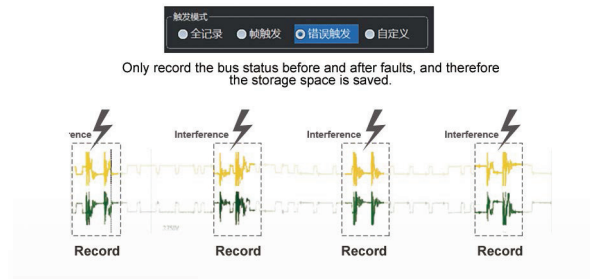 触发模式
全记录 帧触发 错误触发 自定义
Only record the bus status before and after faults, and therefore
the storage space is saved.
rence Interference Interference Interference
Record Record Record Record